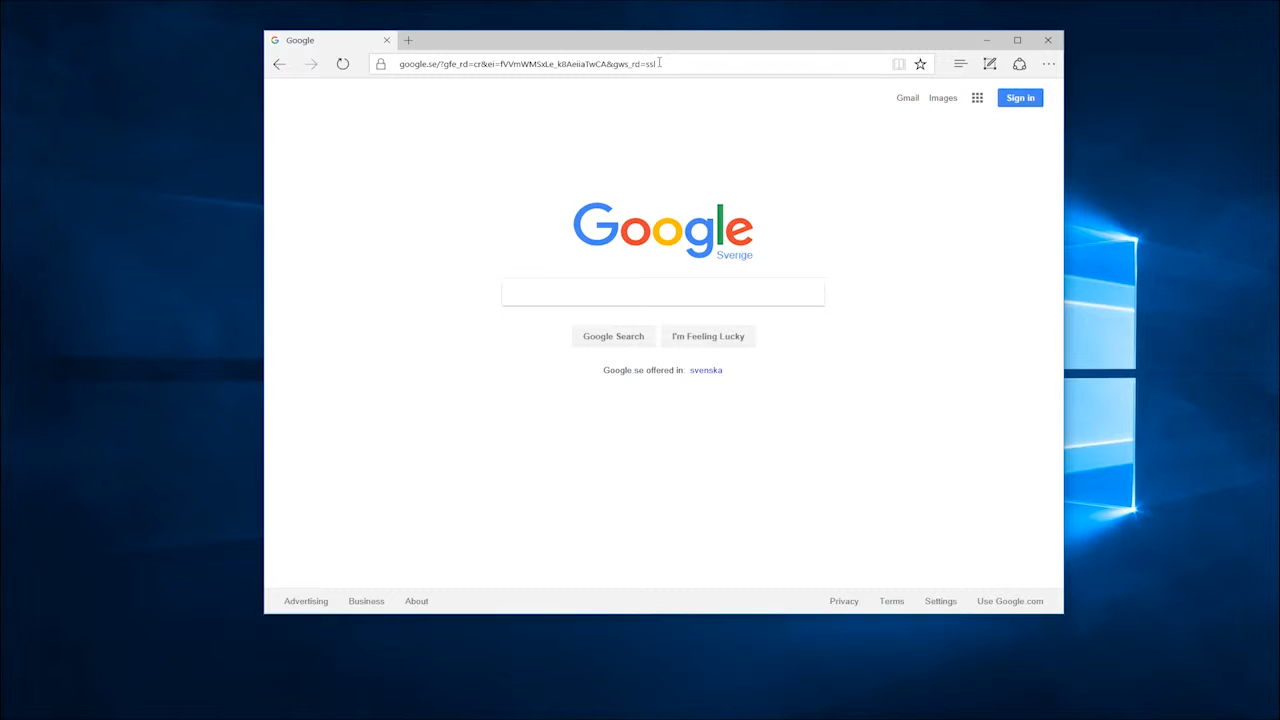 Google
google.se/?gfe_rd=cr&ei=fVVmWMSxLe_k8AeiiaTwCA&gws_rd=ssl
Gmail Images Sign in
Google
Sverige
Google Search I'm Feeling Lucky
Google.se offered in: svenska
Advertising Business About Privacy Terms Settings Use Google.com